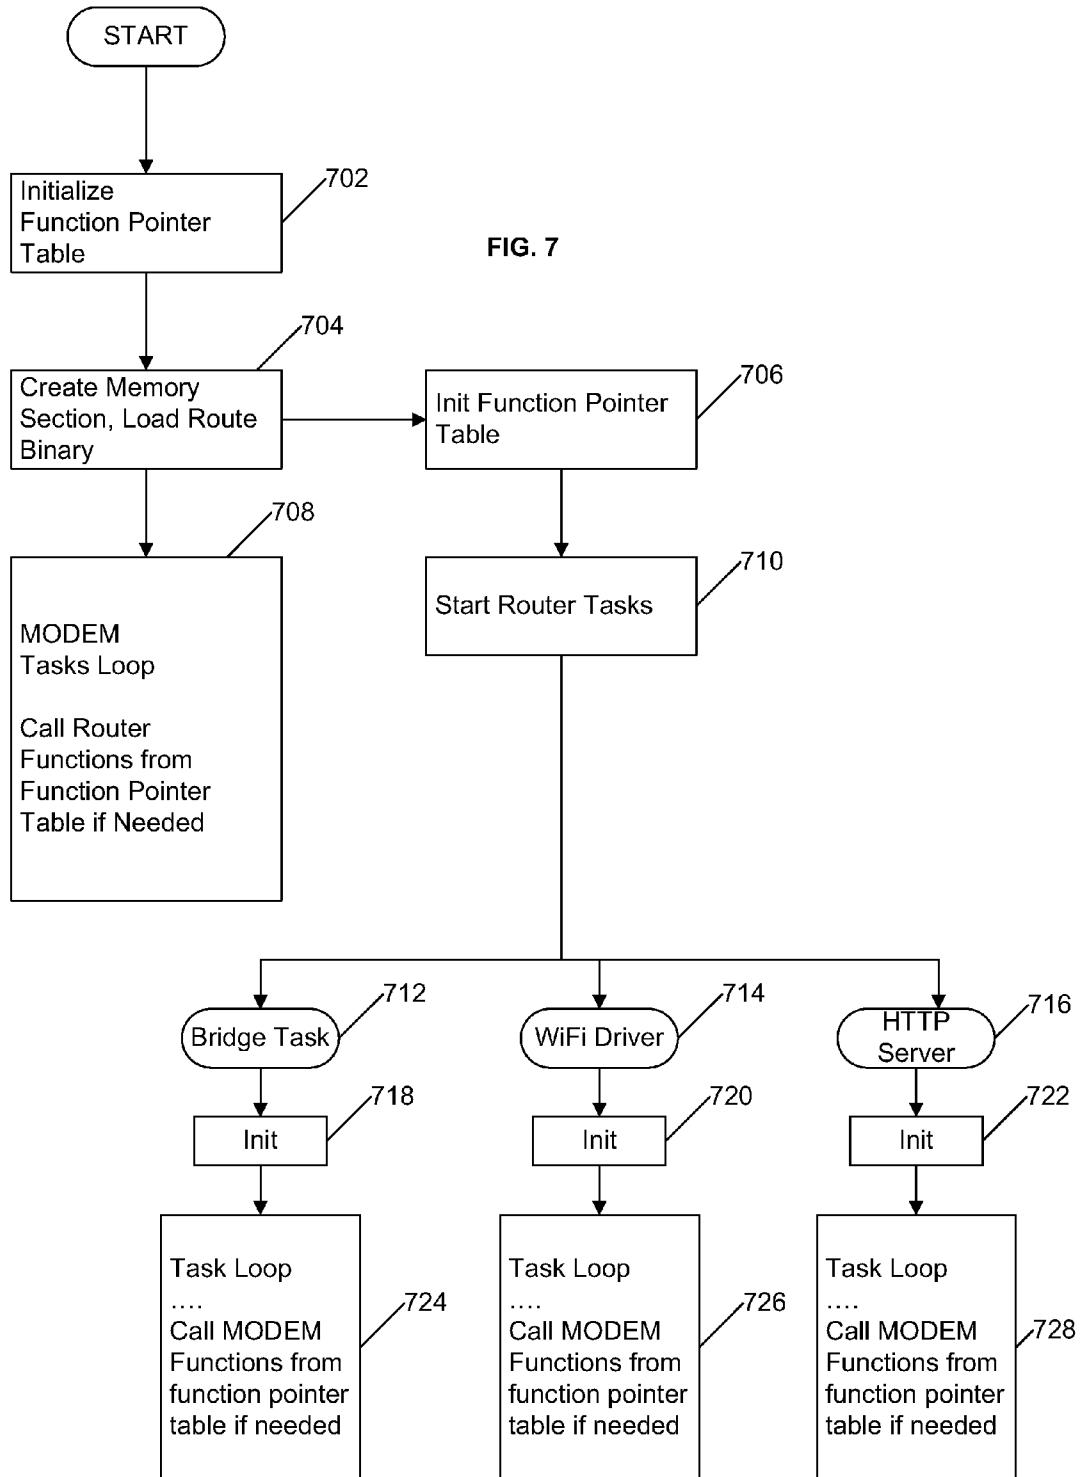 START
702
Initialize
Function Pointer
Table
FIG. 7
704
Create Memory
Section, Load Route
Binary
706
Init Function Pointer
Table
708
MODEM
Tasks Loop
Call Router
Functions from
Function Pointer
Table if Needed
710
Start Router Tasks
712
Bridge Task
714
WiFi Driver
716
HTTP
Server
718
Init
720
Init
722
Init
Task Loop
....
Call MODEM
Functions from
function pointer
table if needed
724
Task Loop
....
Call MODEM
Functions from
function pointer
table if needed
726
Task Loop
....
Call MODEM
Functions from
function pointer
table if needed
728